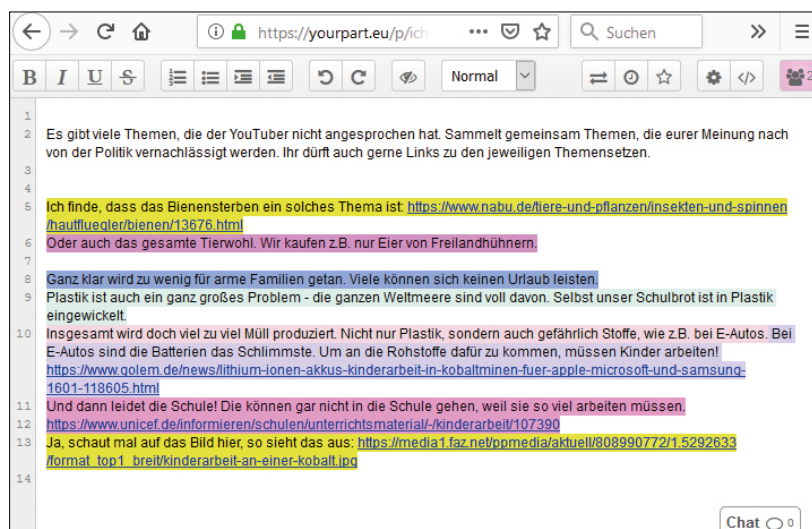 https://yourpart.eu/p/ich
Suchen
B I U S
Normal
2
1
2 Es gibt viele Themen, die der YouTuber nicht angesprochen hat. Sammelt gemeinsam Themen, die eurer Meinung nach
von der Politik vernachlässigt werden. Ihr dürft auch gerne Links zu den jeweiligen Themensetzen.
3
4
5 Ich finde, dass das Bienensterben ein solches Thema ist: https://www.nabu.de/tiere-und-pflanzen/insekten-und-spinnen
/hautfluegler/bienen/13676.html
6 Oder auch das gesamte Tierwohl. Wir kaufen z.B. nur Eier von Freilandhühnern.
7
8 Ganz klar wird zu wenig für arme Familien getan. Viele können sich keinen Urlaub leisten.
9 Plastik ist auch ein ganz großes Problem - die ganzen Weltmeere sind voll davon. Selbst unser Schulbrot ist in Plastik
eingewickelt.
10 Insgesamt wird doch viel zu viel Müll produziert. Nicht nur Plastik, sondern auch gefährlich Stoffe, wie z.B. bei E-Autos. Bei
E-Autos sind die Batterien das Schlimmste. Um an die Rohstoffe dafür zu kommen, müssen Kinder arbeiten!
https://www.golem.de/news/lithium-ionen-akkus-kinderarbeit-in-kobaltminen-fuer-apple-microsoft-und-samsung-
1601-118605.html
11 Und dann leidet die Schule! Die können gar nicht in die Schule gehen, weil sie so viel arbeiten müssen.
12 https://www.unicef.de/informieren/schulen/unterrichtsmaterial/-/kinderarbeit/107390
13 Ja, schaut mal auf das Bild hier, so sieht das aus: https://media1.faz.net/ppmedia/aktuell/808990772/1.5292633
/format_top1_breit/kinderarbeit-an-einer-kobalt.jpg
14
Chat 0